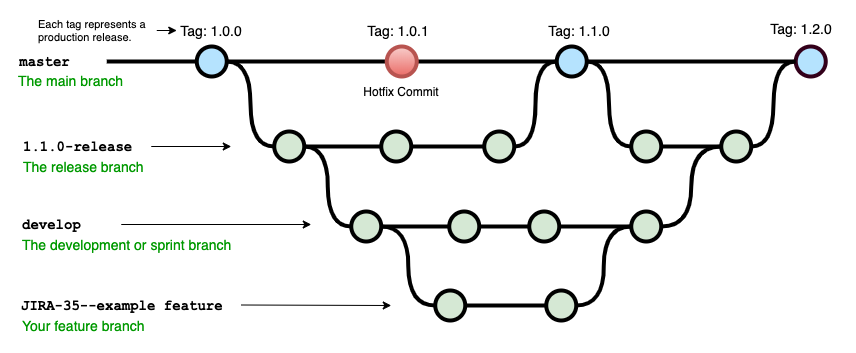 Each tag represents a
production release.
Tag: 1.0.0
Tag: 1.0.1
Tag: 1.1.0
Tag: 1.2.0
master
The main branch
Hotfix Commit
1.1.0-release
The release branch
develop
The development or sprint branch
JIRA-35--example feature
Your feature branch